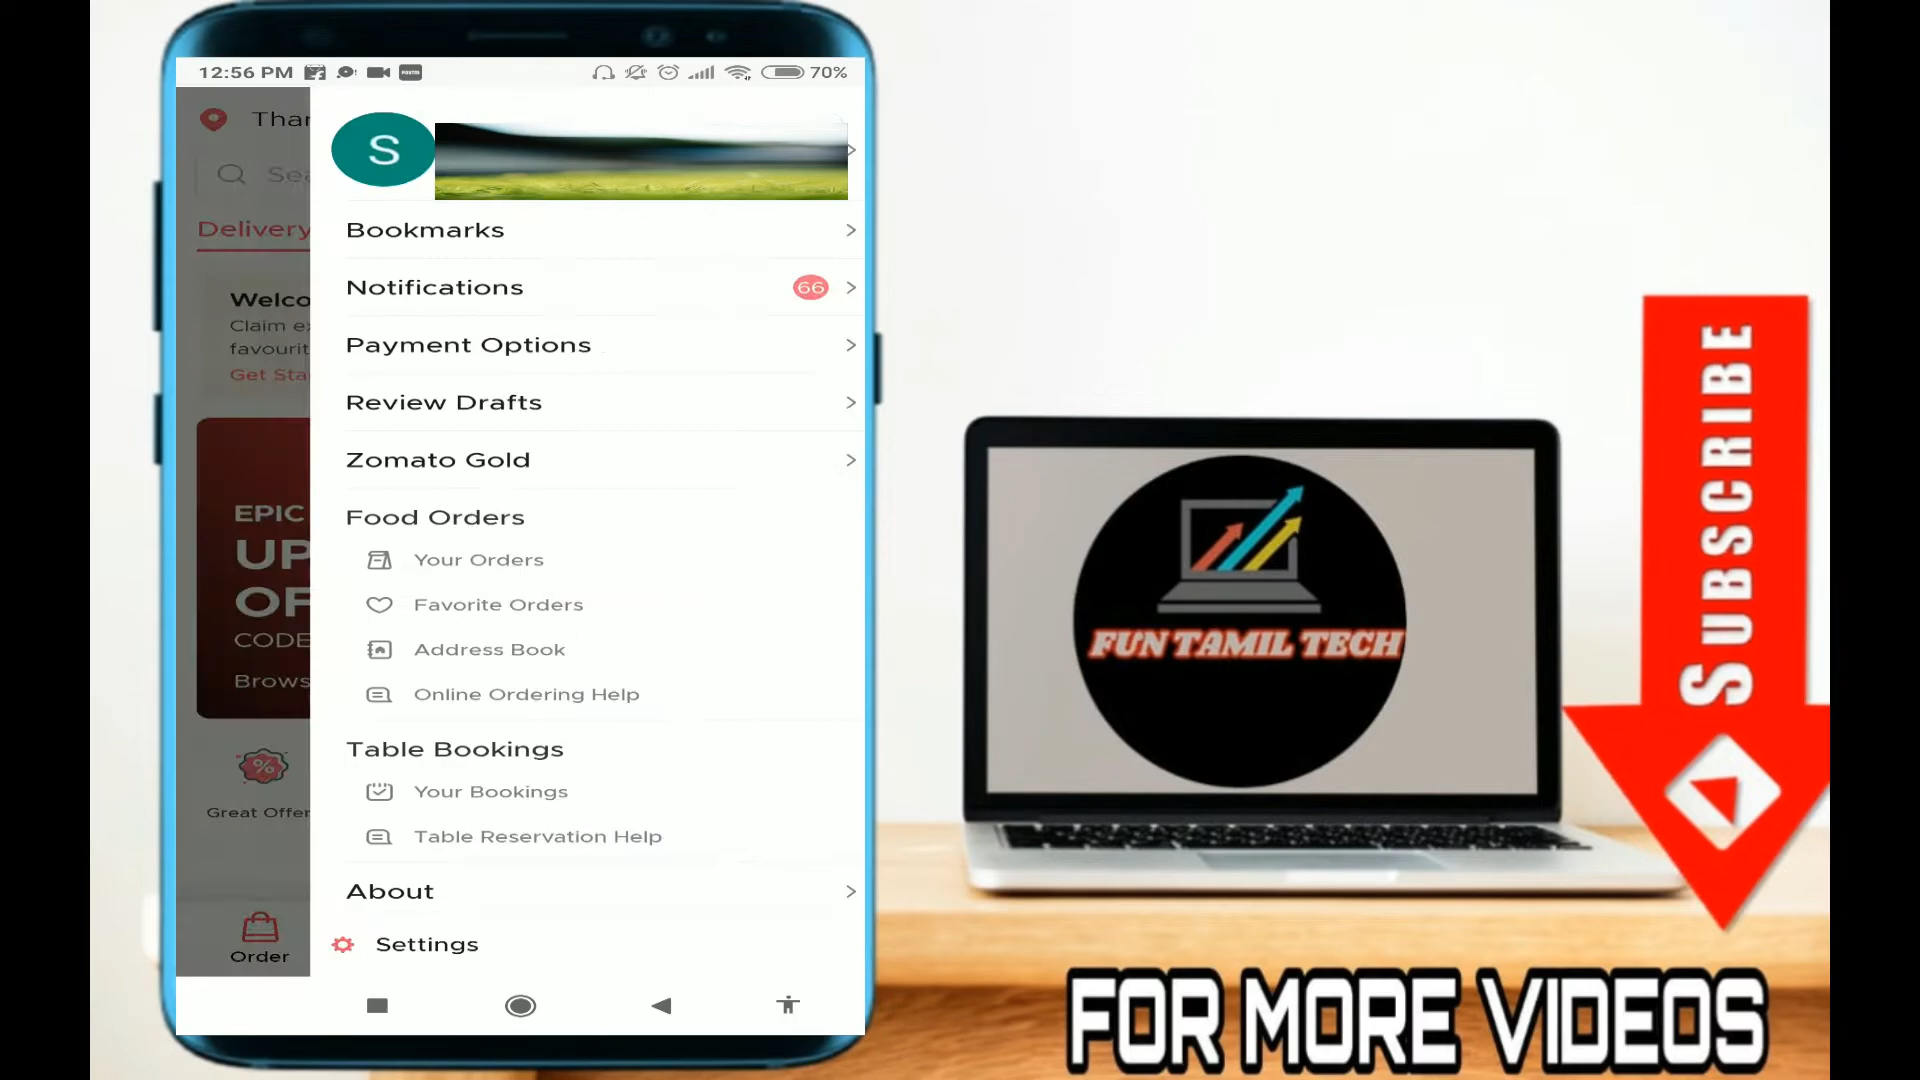 12:56 PM
70%
S
Bookmarks
Notifications 66
Payment Options
Review Drafts
Zomato Gold
Food Orders
Your Orders
Favorite Orders
Address Book
Online Ordering Help
Table Bookings
Your Bookings
Table Reservation Help
About
Settings
Delivery
Welco
Claim e
favourit
Get Sta
EPIC
UP
OF
CODE
Brows
%
Great Offer
Order
FUN TAMIL TECH
SUBSCRIBE
FOR MORE VIDEOS